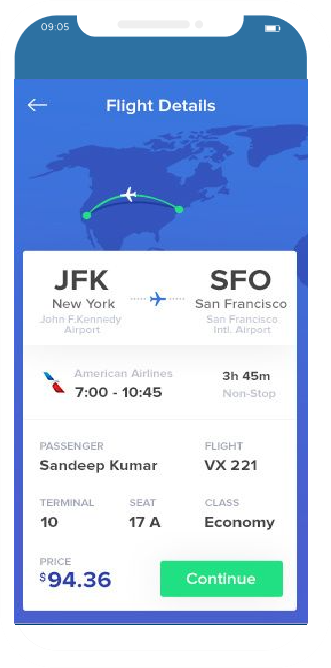 09:05
Flight Details
JFK SFO
New York San Francisco
John F.Kennedy San Francisco
Airport Intl. Airport
American Airlines 3h 45m
7:00 - 10:45 Non-Stop
PASSENGER FLIGHT
Sandeep Kumar VX 221
TERMINAL SEAT CLASS
10 17 A Economy
PRICE
$94.36 Continue